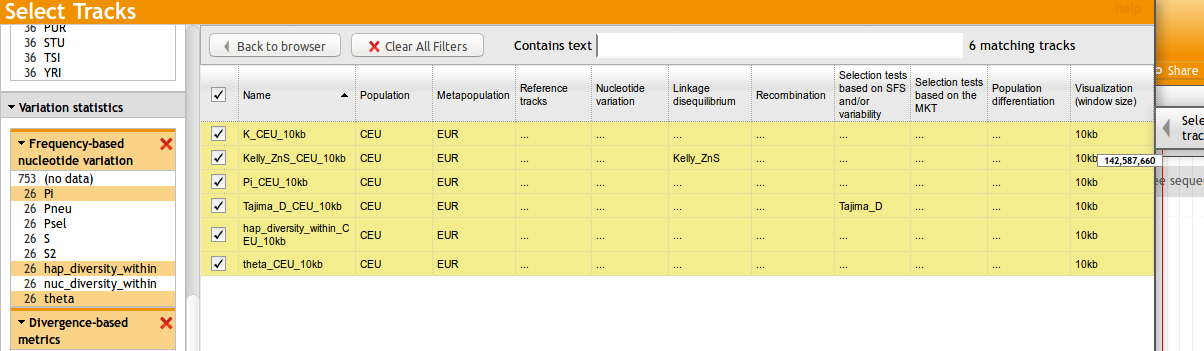 Select Tracks
Help
36 PUR
36 STU
36 TSI
36 YRI
Variation statistics
Frequency-based
nucleotide variation
753 (no data)
26 Pi
26 Pneu
26 Psel
26 S
26 S2
26 hap_diversity_within
26 nuc_diversity_within
26 theta
Divergence-based
metrics
Back to browser
Clear All Filters
Contains text
6 matching tracks
Name
Population
Metapopulation
Reference
tracks
Nucleotide
variation
Linkage
disequilibrium
Recombination
Selection tests
based on SFS
and/or
variability
Selection tests
based on the
MKT
Population
differentiation
Visualization
(window size)
K_CEU_10kb CEU EUR ... ... ... ... ... ... ... 10kb
Kelly_ZnS_CEU_10kb CEU EUR ... ... Kelly_ZnS ... ... ... ... 10kb
Pi_CEU_10kb CEU EUR ... ... ... ... ... ... ... 10kb
Tajima_D_CEU_10kb CEU EUR ... ... ... ... Tajima_D ... ... 10kb
hap_diversity_within_C
EU_10kb CEU EUR ... ... ... ... ... ... ... 10kb
theta_CEU_10kb CEU EUR ... ... ... ... ... ... ... 10kb
142,587,660
Share
Sele
trac
ee sequen